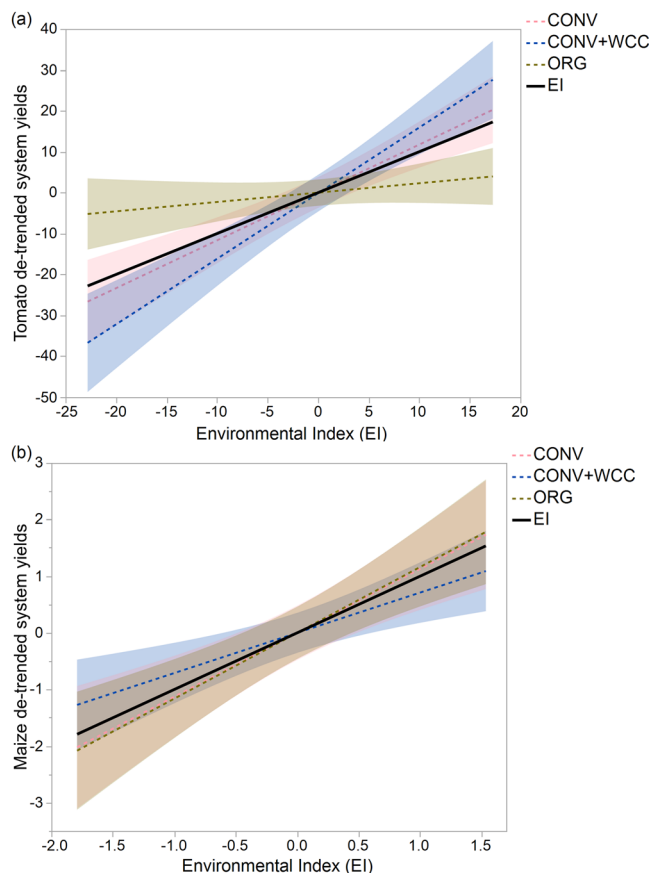 (a)
CONV
CONV+WCC
ORG
EI
Tomato de-trended system yields
40
30
20
10
0
-10
-20
-30
-40
-50
-25 -20 -15 -10 -5 0 5 10 15 20
Environmental Index (EI)
(b)
CONV
CONV+WCC
ORG
EI
Maize de-trended system yields
3
2
1
0
-1
-2
-3
-2.0 -1.5 -1.0 -0.5 0.0 0.5 1.0 1.5
Environmental Index (EI)